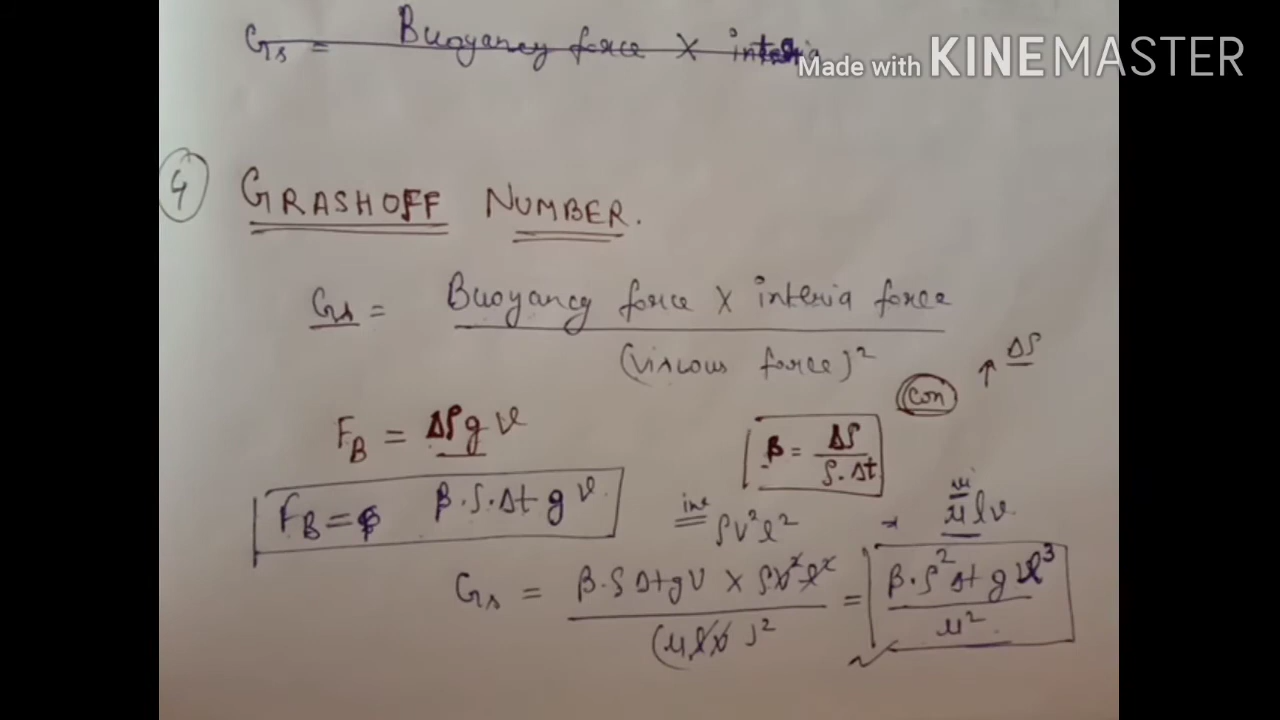 Gr = Buoyancy force X interia
Made with KINEMASTER
4 GRASHOFF NUMBER.
Gr = Buoyancy force X interia force
(viscous force)²
↑ Δρ
con
F_B = Δρ g v
β = Δρ / ρ·Δt
F_B = β·ρ·Δt g v
ine ρv²l²
vi μlv
Gr = β·ρ Δt g v X ρv²l² / (μlv)² = β·ρ² Δt g l³ / μ²